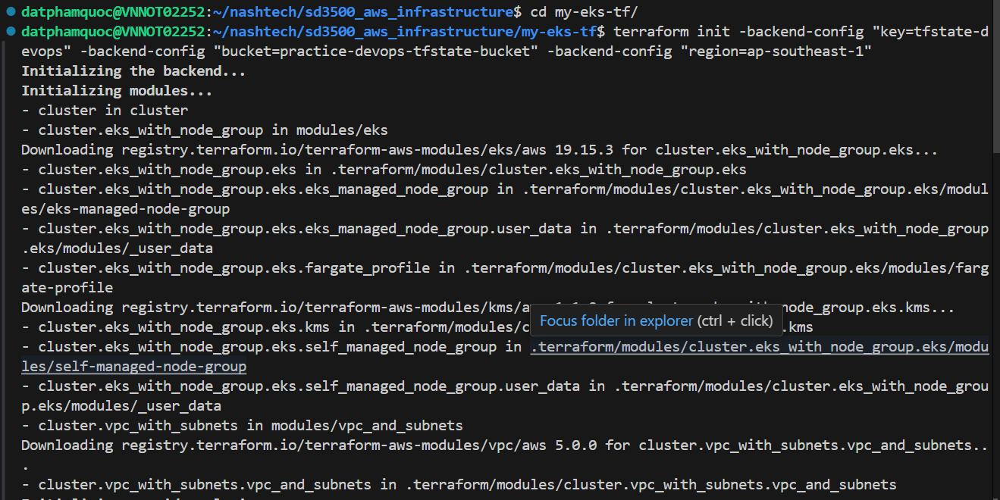 datphamquoc@VNNOT02252:~/nashtech/sd3500_aws_infrastructure$ cd my-eks-tf/
datphamquoc@VNNOT02252:~/nashtech/sd3500_aws_infrastructure/my-eks-tf$ terraform init -backend-config "key=tfstate-d
evops" -backend-config "bucket=practice-devops-tfstate-bucket" -backend-config "region=ap-southeast-1"
Initializing the backend...
Initializing modules...
- cluster in cluster
- cluster.eks_with_node_group in modules/eks
Downloading registry.terraform.io/terraform-aws-modules/eks/aws 19.15.3 for cluster.eks_with_node_group.eks...
- cluster.eks_with_node_group.eks in .terraform/modules/cluster.eks_with_node_group.eks
- cluster.eks_with_node_group.eks.eks_managed_node_group in .terraform/modules/cluster.eks_with_node_group.eks/modul
es/eks-managed-node-group
- cluster.eks_with_node_group.eks.eks_managed_node_group.user_data in .terraform/modules/cluster.eks_with_node_group
.eks/modules/_user_data
- cluster.eks_with_node_group.eks.fargate_profile in .terraform/modules/cluster.eks_with_node_group.eks/modules/farg
ate-profile
Downloading registry.terraform.io/terraform-aws-modules/kms/a node_group.eks.kms...
Focus folder in explorer (ctrl + click)
- cluster.eks_with_node_group.eks.kms in .terraform/modules/c .kms
- cluster.eks_with_node_group.eks.self_managed_node_group in .terraform/modules/cluster.eks_with_node_group.eks/modu
les/self-managed-node-group
- cluster.eks_with_node_group.eks.self_managed_node_group.user_data in .terraform/modules/cluster.eks_with_node_grou
p.eks/modules/_user_data
- cluster.vpc_with_subnets in modules/vpc_and_subnets
Downloading registry.terraform.io/terraform-aws-modules/vpc/aws 5.0.0 for cluster.vpc_with_subnets.vpc_and_subnets..
.
- cluster.vpc_with_subnets.vpc_and_subnets in .terraform/modules/cluster.vpc_with_subnets.vpc_and_subnets